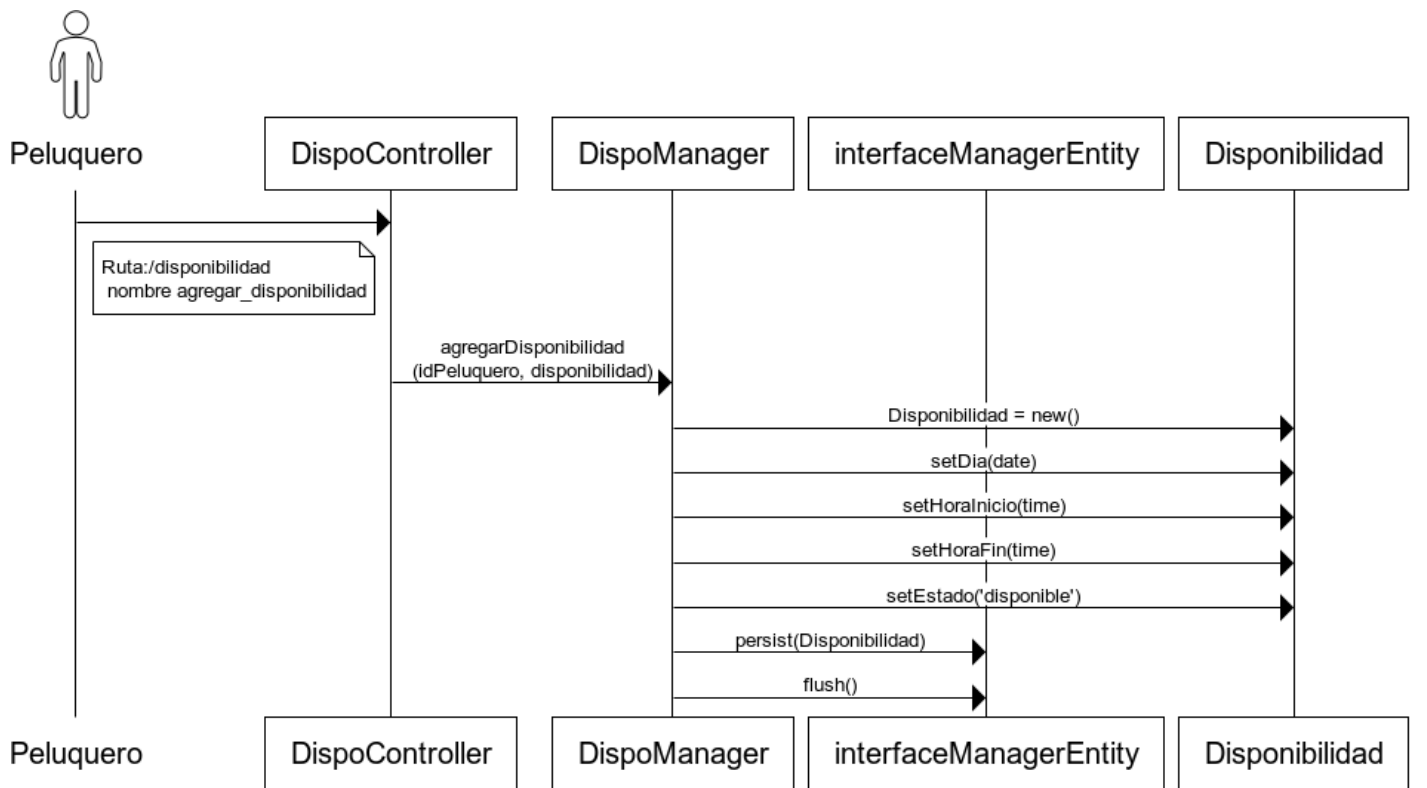 Peluquero
DispoController
DispoManager
interfaceManagerEntity
Disponibilidad
Ruta:/disponibilidad
nombre agregar_disponibilidad
agregarDisponibilidad
(idPeluquero, disponibilidad)
Disponibilidad = new()
setDia(date)
setHoraInicio(time)
setHoraFin(time)
setEstado('disponible')
persist(Disponibilidad)
flush()
Peluquero
DispoController
DispoManager
interfaceManagerEntity
Disponibilidad